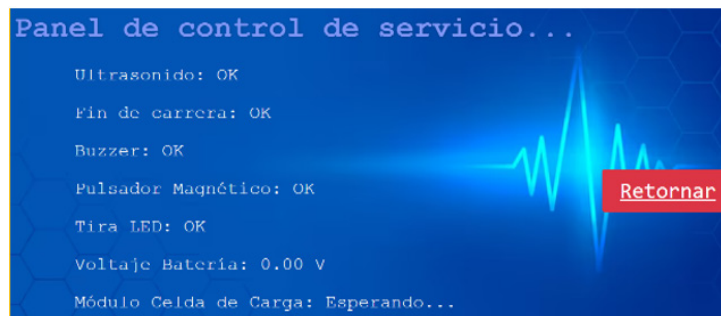 Panel de control de servicio...
Ultrasonido: OK
Fin de carrera: OK
Buzzer: OK
Pulsador Magnético: OK
Retornar
Tira LED: OK
Voltaje Batería: 0.00 V
Módulo Celda de Carga: Esperando...